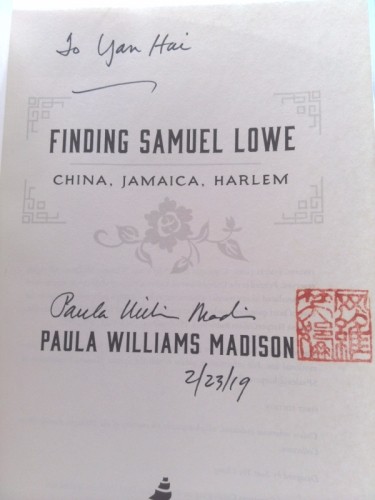 To Yan Hai
FINDING SAMUEL LOWE
CHINA, JAMAICA, HARLEM
Paula Williams Madison
PAULA WILLIAMS MADISON
2/23/19